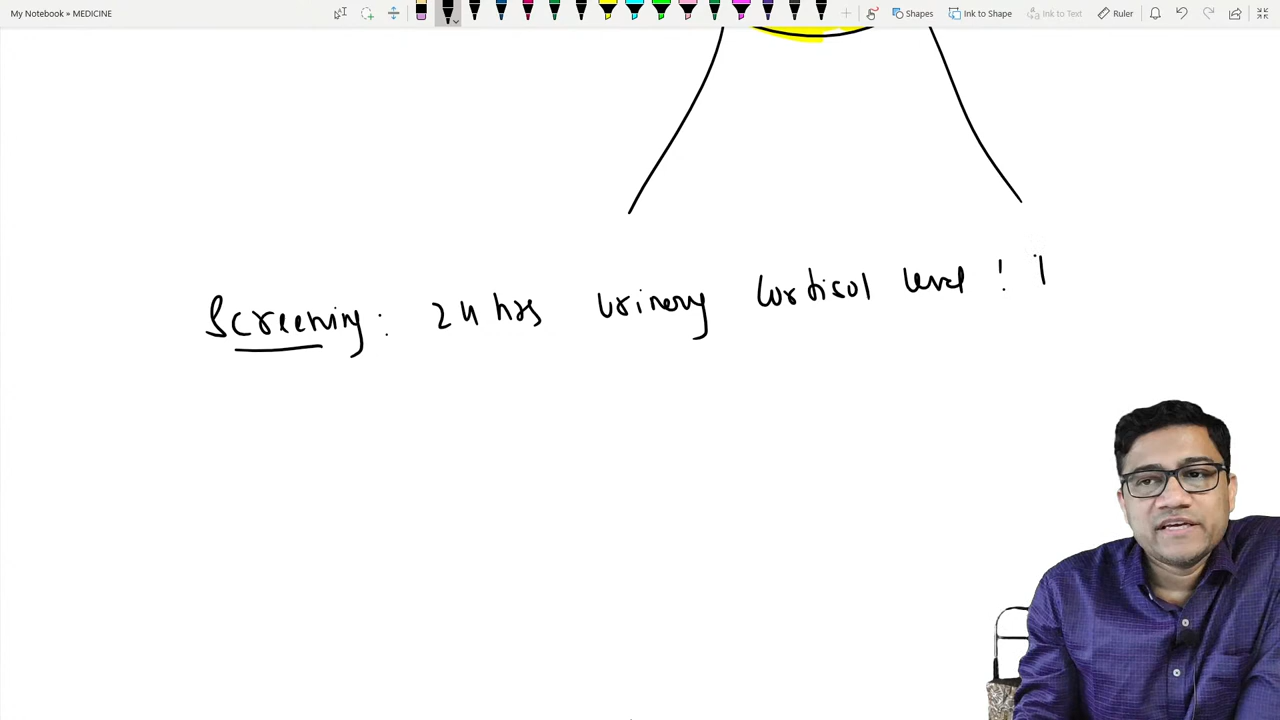 My Notebook » MEDICINE
Shapes Ink to Shape Ink to Text Ruler
Screening: 24 hrs urinary cortisol level :